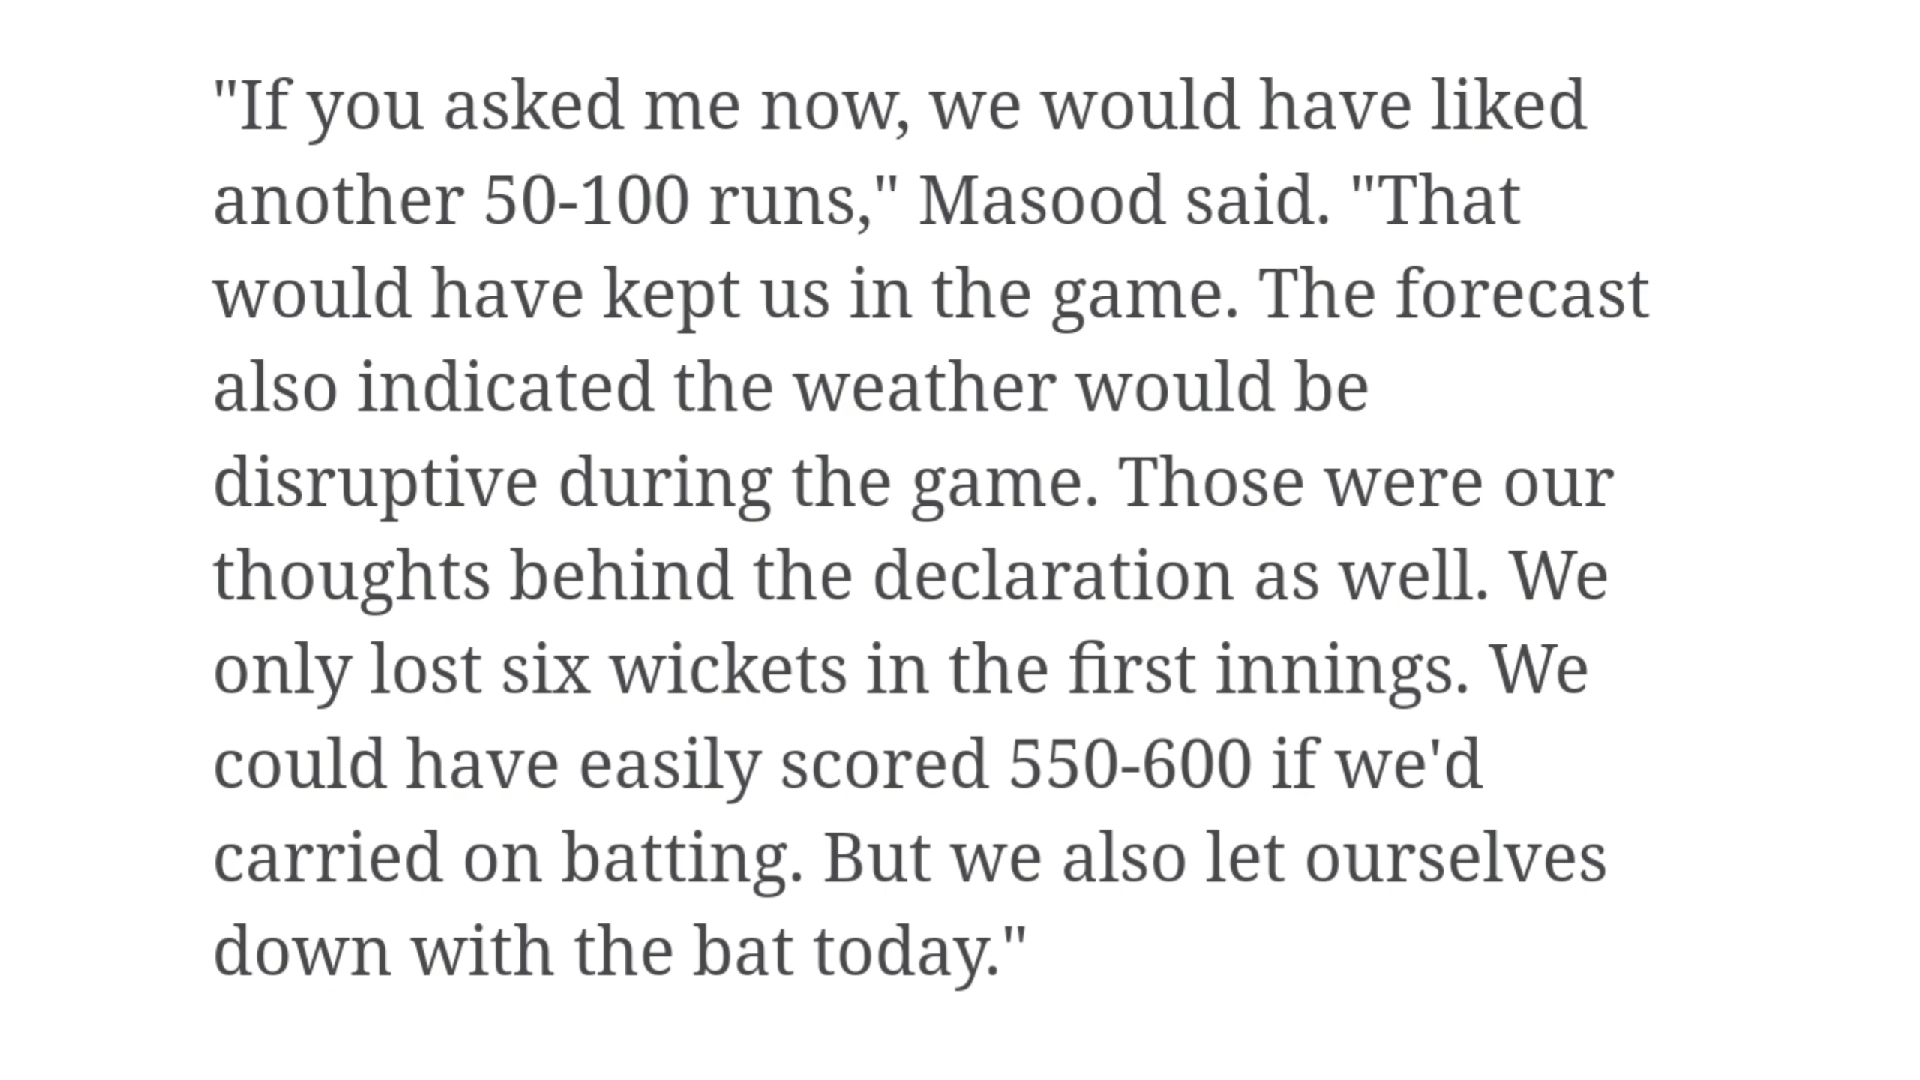 "If you asked me now, we would have liked
another 50-100 runs," Masood said. "That
would have kept us in the game. The forecast
also indicated the weather would be
disruptive during the game. Those were our
thoughts behind the declaration as well. We
only lost six wickets in the first innings. We
could have easily scored 550-600 if we'd
carried on batting. But we also let ourselves
down with the bat today."